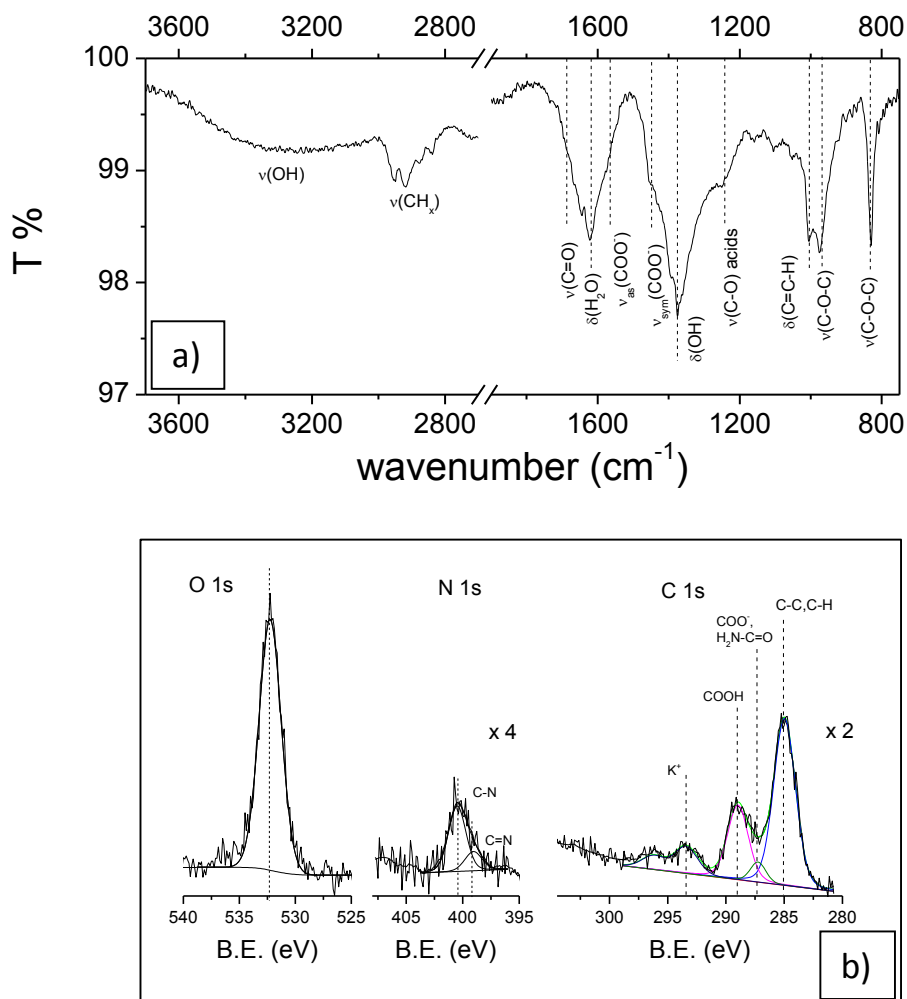 3600 3200 2800 1600 1200 800
100
99
98
97
T %
ν(OH)
ν(CHₓ)
ν(C=O)
δ(H₂O)
νas(COO⁻)
νsym(COO⁻)
δ(OH)
ν(C-O) acids
δ(C=C-H)
ν(C-O-C)
ν(C-O-C)
a)
3600 3200 2800 1600 1200 800
wavenumber (cm⁻¹)
O 1s N 1s C 1s
C-C,C-H
COO⁻,
H₂N-C=O
COOH
x 4
x 2
K⁺
C-N
C=N
540 535 530 525 405 400 395 300 295 290 285 280
B.E. (eV) B.E. (eV) B.E. (eV)
b)